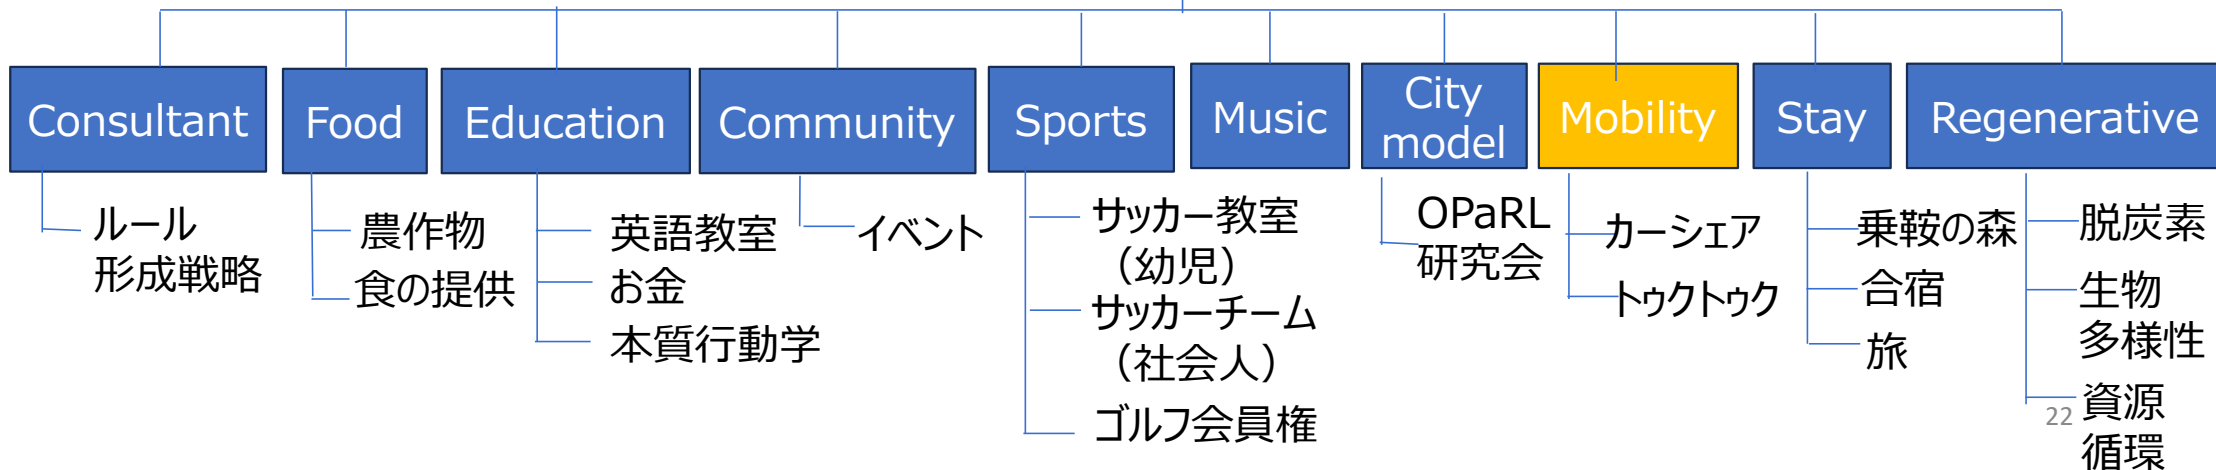 Consultant
Food
Education
Community
Sports
Music
City
model
Mobility
Stay
Regenerative
ルール
形成戦略
農作物
食の提供
英語教室
お金
本質行動学
イベント
サッカー教室
（幼児）
サッカーチーム
（社会人）
ゴルフ会員権
OPaRL
研究会
カーシェア
トゥクトゥク
乗鞍の森
合宿
旅
脱炭素
生物
多様性
資源
循環
22